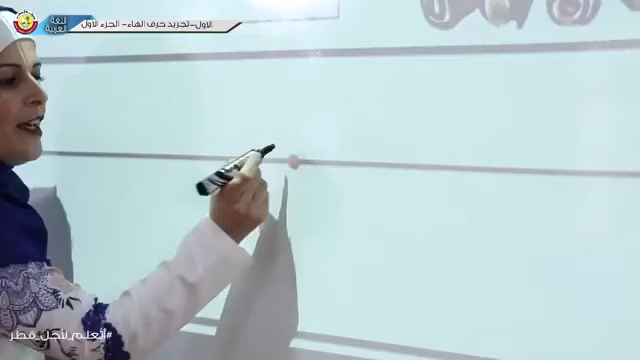 اللغة العربية
الاول-تجريد حرف الهاء- الجزء الاول
#أتعلم_لأجل_قطر